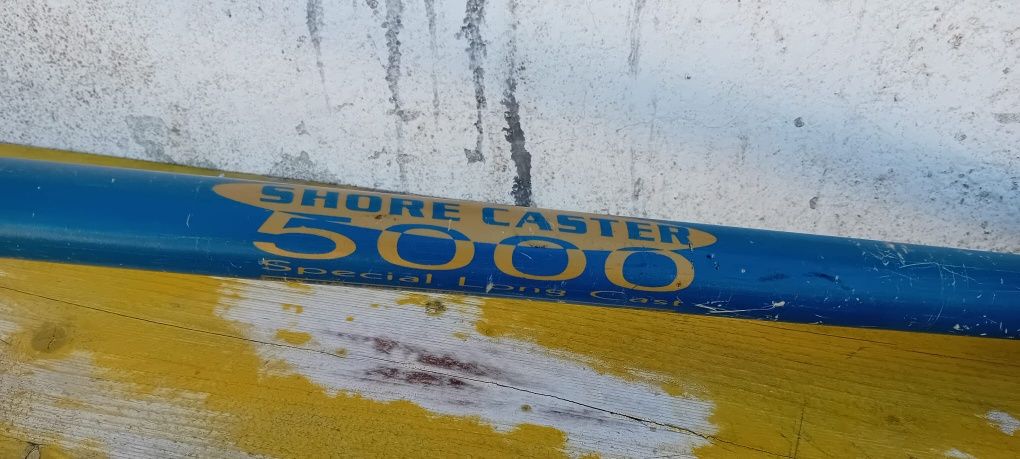 SHORE CASTER
5000
Special Long Cast